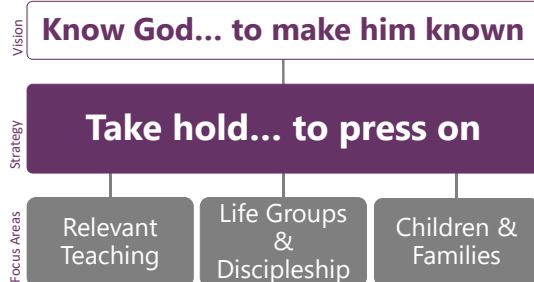 Vision
Know God... to make him known
Strategy
Take hold... to press on
Focus Areas
Relevant
Teaching
Life Groups
&
Discipleship
Children &
Families